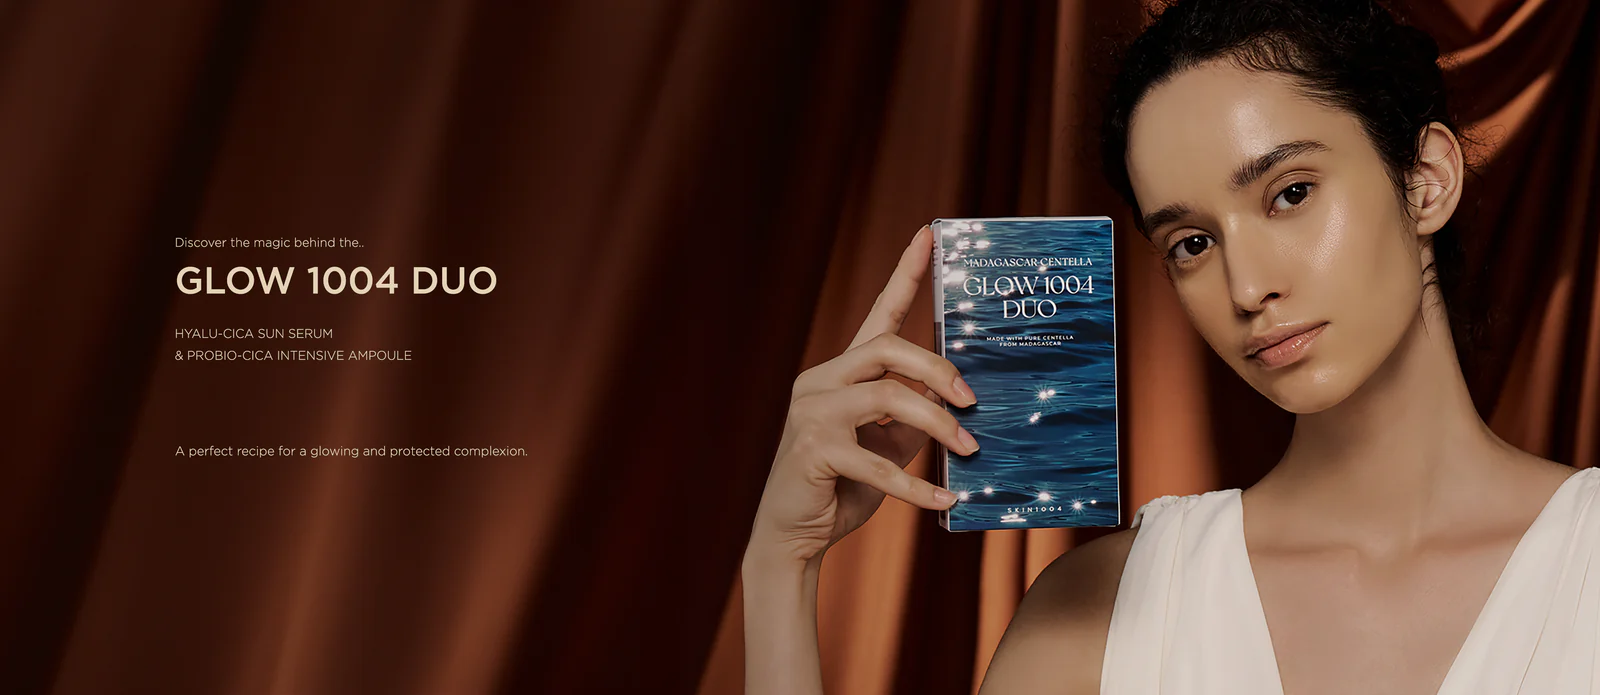 Discover the magic behind the..
GLOW 1004 DUO
HYALU-CICA SUN SERUM
& PROBIO-CICA INTENSIVE AMPOULE
A perfect recipe for a glowing and protected complexion.
MADAGASCAR CENTELLA
GLOW 1004
DUO
MADE WITH PURE CENTELLA
FROM MADAGASCAR
SKIN1004